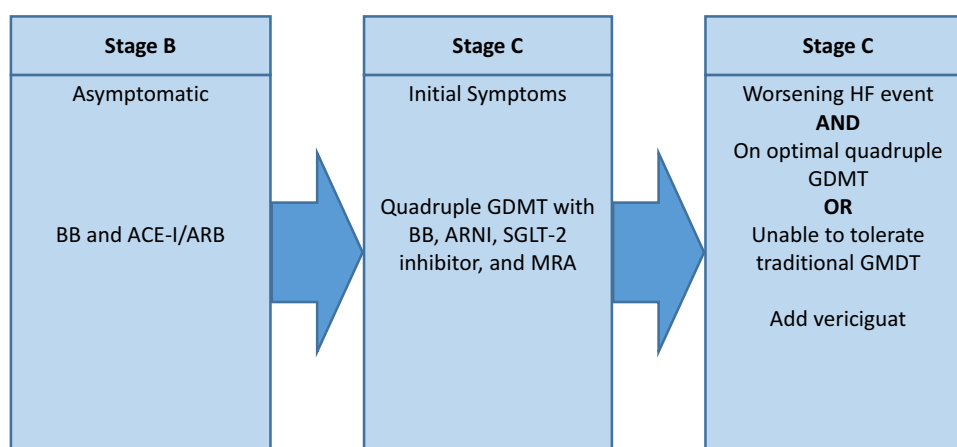 Stage B
Asymptomatic
BB and ACE-I/ARB
Stage C
Initial Symptoms
Quadruple GDMT with
BB, ARNI, SGLT-2
inhibitor, and MRA
Stage C
Worsening HF event
AND
On optimal quadruple
GDMT
OR
Unable to tolerate
traditional GMDT
Add vericiguat